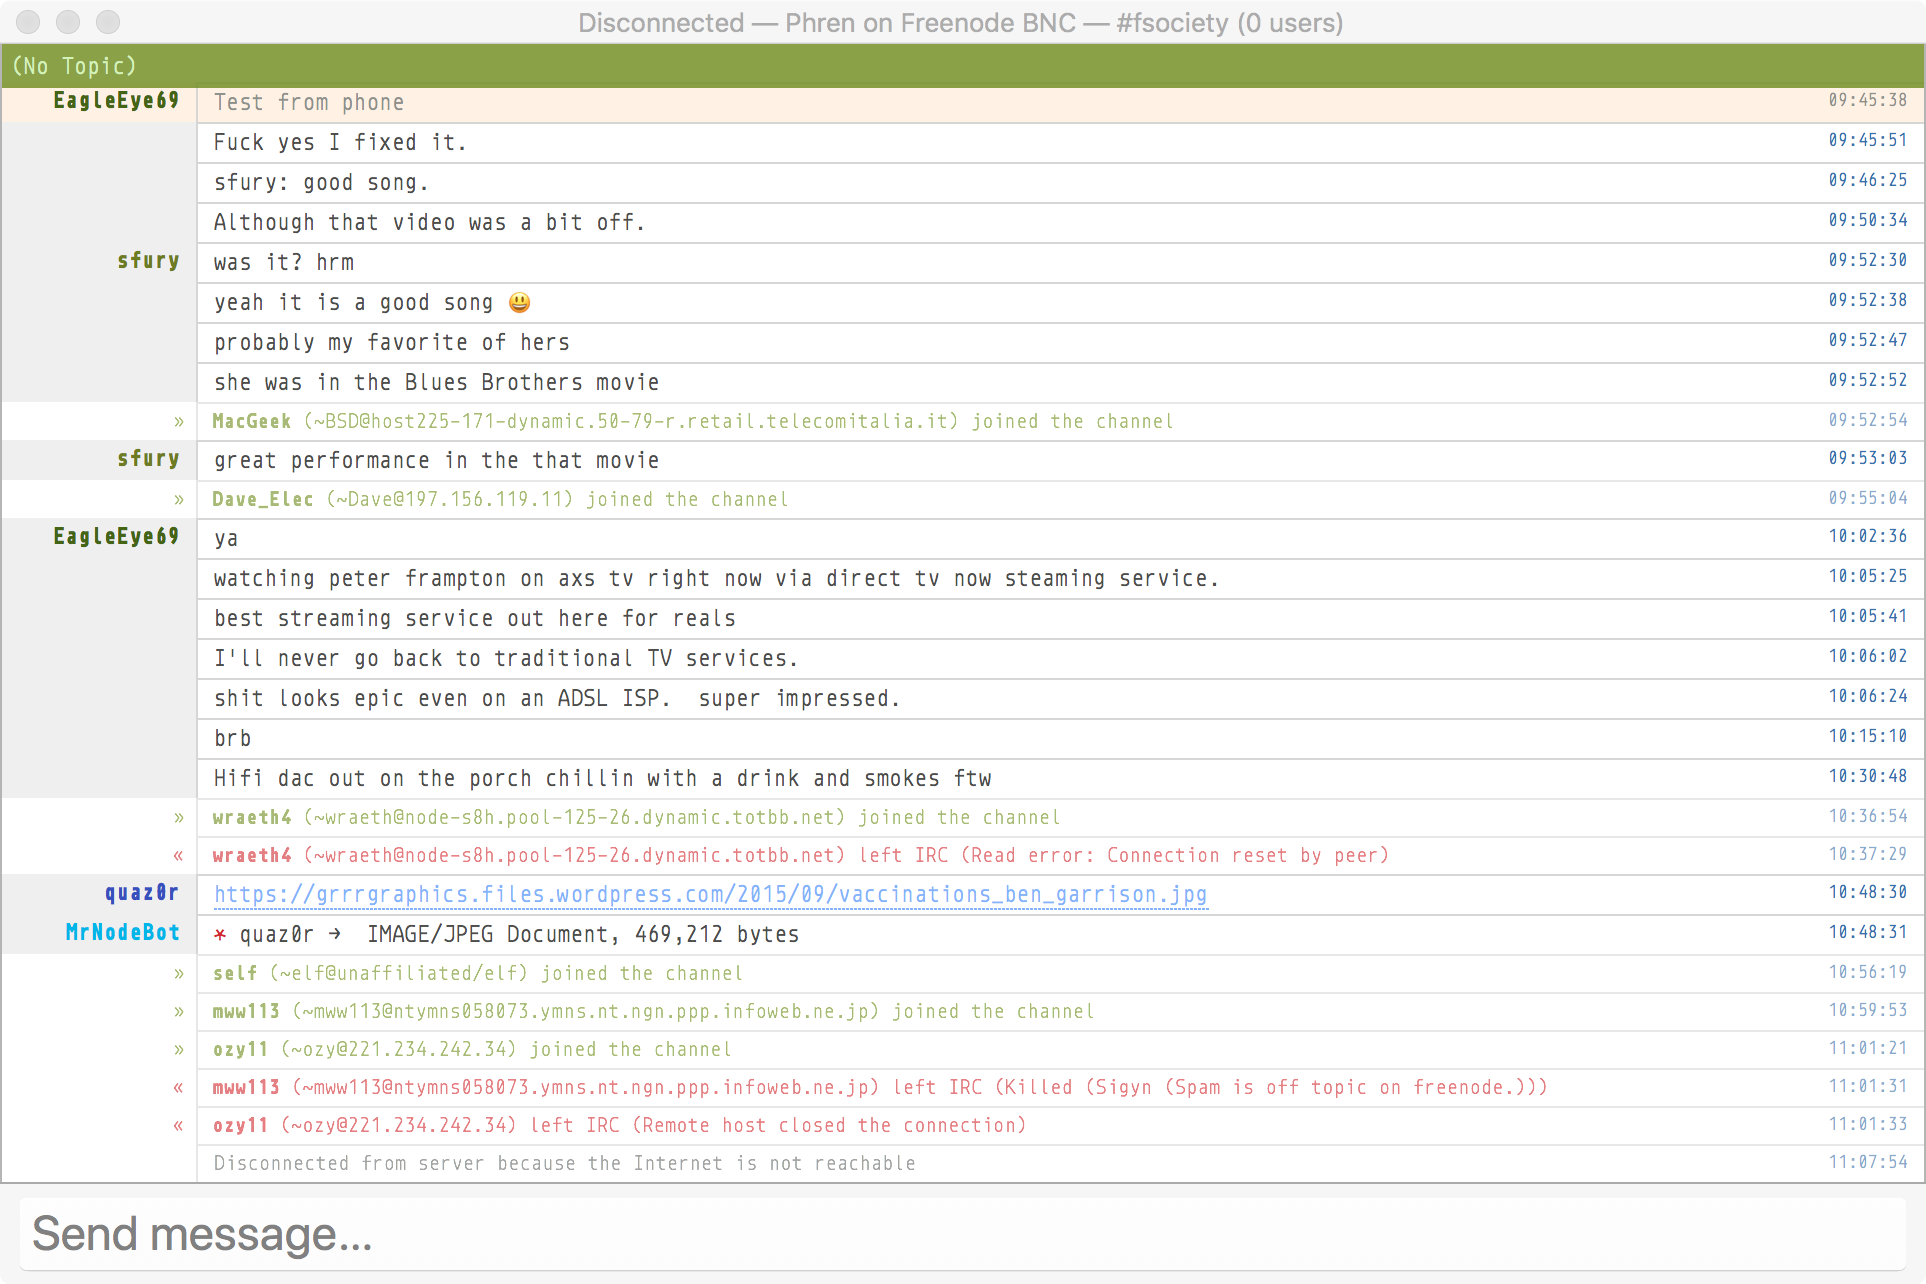 Disconnected — Phren on Freenode BNC — #fsociety (0 users)
(No Topic)
EagleEye69 Test from phone 09:45:38
Fuck yes I fixed it. 09:45:51
sfury: good song. 09:46:25
Although that video was a bit off. 09:50:34
sfury was it? hrm 09:52:30
yeah it is a good song 😃 09:52:38
probably my favorite of hers 09:52:47
she was in the Blues Brothers movie 09:52:52
» MacGeek (~BSD@host225-171-dynamic.50-79-r.retail.telecomitalia.it) joined the channel 09:52:54
sfury great performance in the that movie 09:53:03
» Dave_Elec (~Dave@197.156.119.11) joined the channel 09:55:04
EagleEye69 ya 10:02:36
watching peter frampton on axs tv right now via direct tv now steaming service. 10:05:25
best streaming service out here for reals 10:05:41
I'll never go back to traditional TV services. 10:06:02
shit looks epic even on an ADSL ISP.  super impressed. 10:06:24
brb 10:15:10
Hifi dac out on the porch chillin with a drink and smokes ftw 10:30:48
» wraeth4 (~wraeth@node-s8h.pool-125-26.dynamic.totbb.net) joined the channel 10:36:54
« wraeth4 (~wraeth@node-s8h.pool-125-26.dynamic.totbb.net) left IRC (Read error: Connection reset by peer) 10:37:29
quaz0r https://grrrgraphics.files.wordpress.com/2015/09/vaccinations_ben_garrison.jpg 10:48:30
MrNodeBot * quaz0r →  IMAGE/JPEG Document, 469,212 bytes 10:48:31
» self (~elf@unaffiliated/elf) joined the channel 10:56:19
» mww113 (~mww113@ntymns058073.ymns.nt.ngn.ppp.infoweb.ne.jp) joined the channel 10:59:53
» ozy11 (~ozy@221.234.242.34) joined the channel 11:01:21
« mww113 (~mww113@ntymns058073.ymns.nt.ngn.ppp.infoweb.ne.jp) left IRC (Killed (Sigyn (Spam is off topic on freenode.))) 11:01:31
« ozy11 (~ozy@221.234.242.34) left IRC (Remote host closed the connection) 11:01:33
Disconnected from server because the Internet is not reachable 11:07:54
Send message...